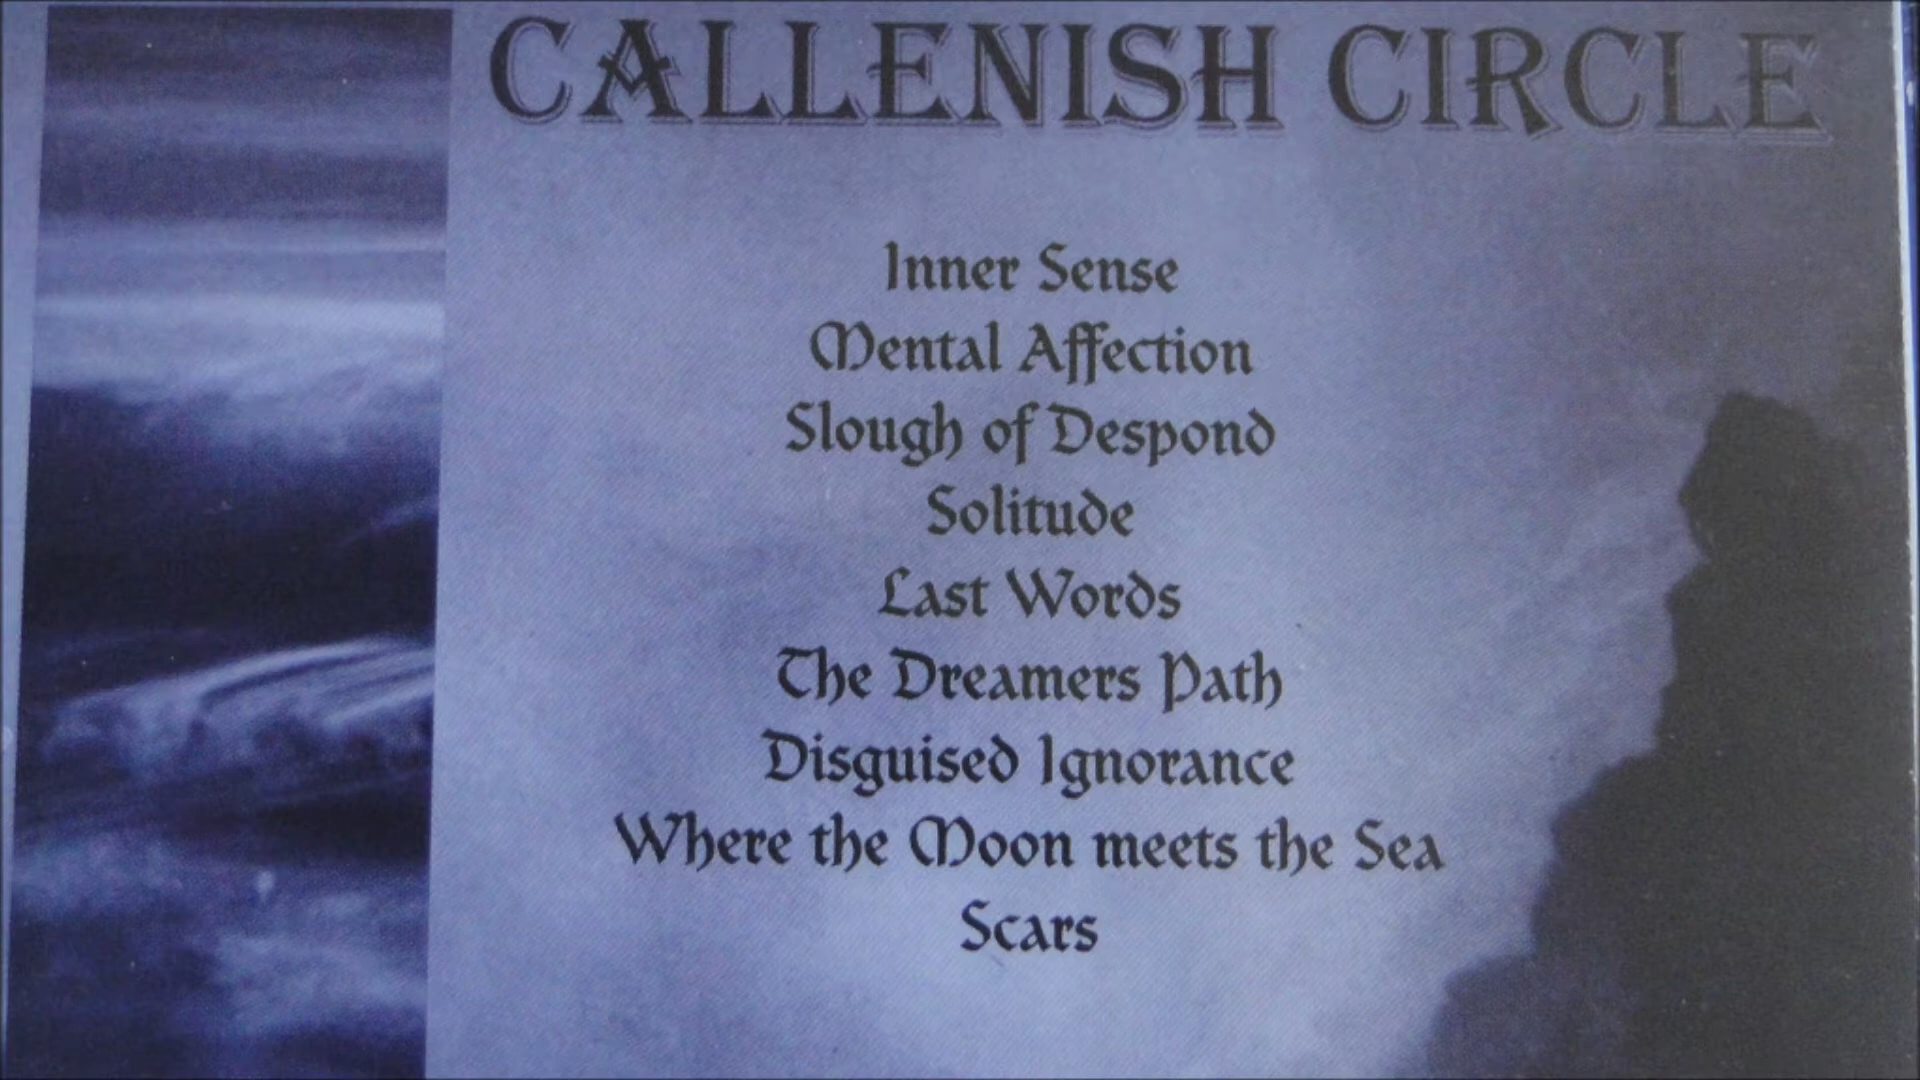 CALLENISH CIRCLE
Inner Sense
Mental Affection
Slough of Despond
Solitude
Last Words
The Dreamers Path
Disguised Ignorance
Where the Moon meets the Sea
Scars